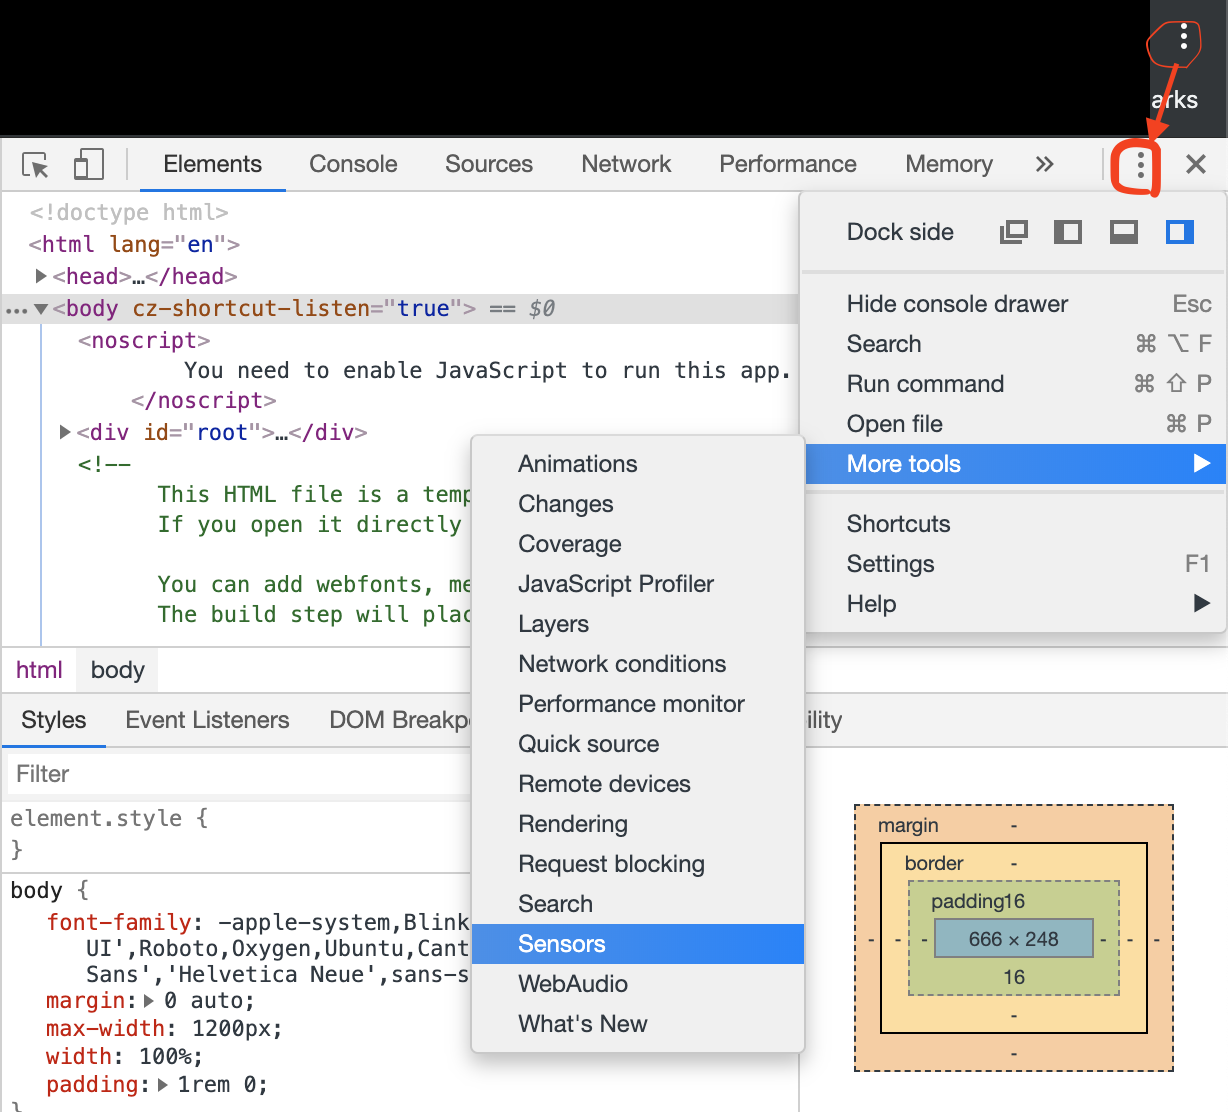 arks
Elements Console Sources Network Performance Memory »
<!doctype html>
<html lang="en">
<head>…</head>
<body cz-shortcut-listen="true"> == $0
<noscript>
You need to enable JavaScript to run this app.
</noscript>
<div id="root">…</div>
<!--
This HTML file is a temp
If you open it directly
You can add webfonts, me
The build step will plac
html body
Styles Event Listeners DOM Breakp
ility
Filter
element.style {
}
body {
font-family: -apple-system,Blink
UI',Roboto,Oxygen,Ubuntu,Cant
Sans','Helvetica Neue',sans-s
margin: 0 auto;
max-width: 1200px;
width: 100%;
padding: 1rem 0;
}
Dock side
Hide console drawer Esc
Search ⌘ ⌥ F
Run command ⌘ ⇧ P
Open file ⌘ P
More tools
Shortcuts
Settings F1
Help
Animations
Changes
Coverage
JavaScript Profiler
Layers
Network conditions
Performance monitor
Quick source
Remote devices
Rendering
Request blocking
Search
Sensors
WebAudio
What's New
margin -
border -
padding16
- - - 666 × 248 - - -
16
-
-